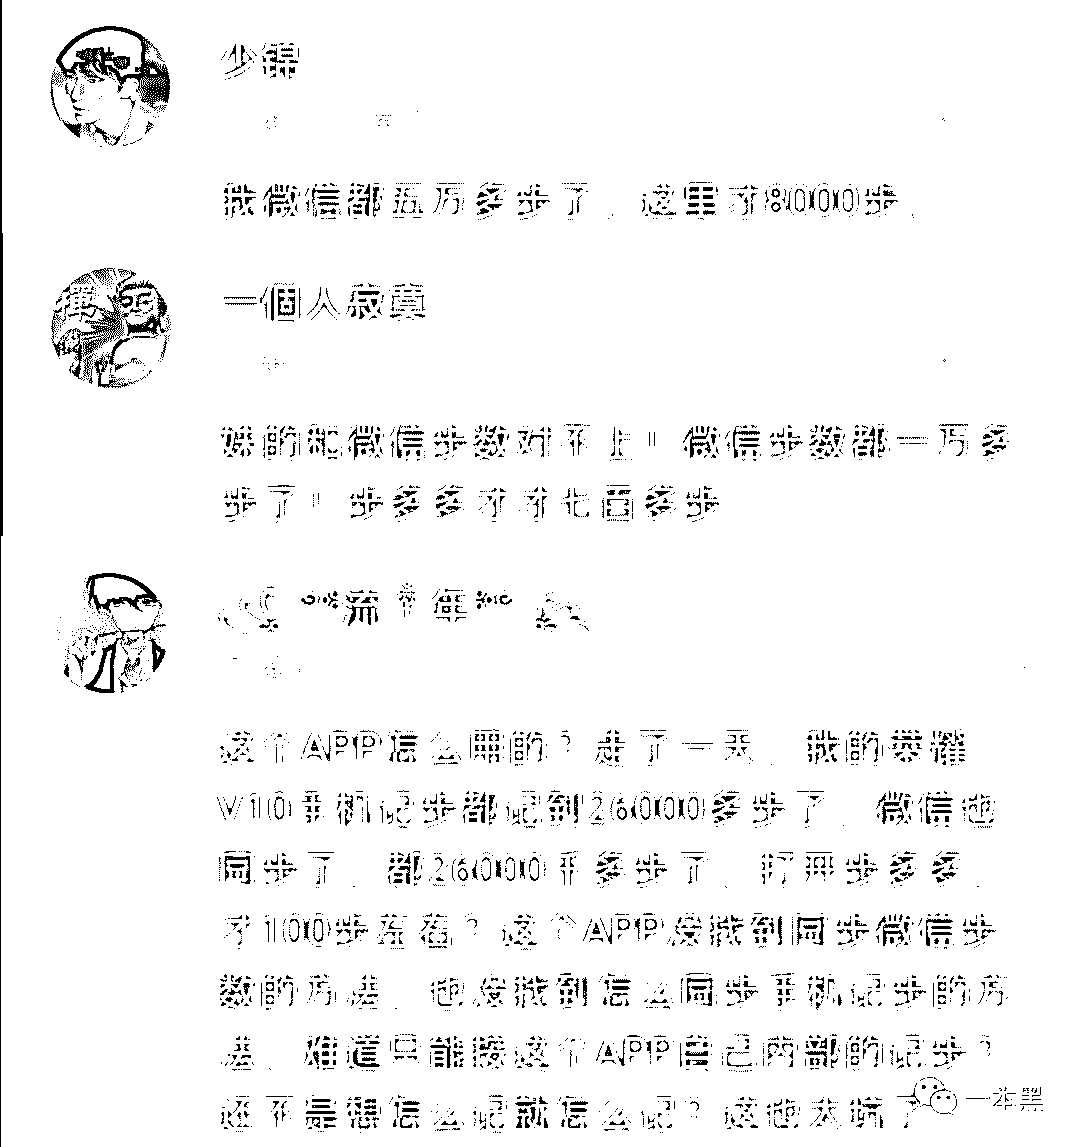 少锦
我微信都五万多步了，这里才8000步，
一個人寂寞
妹的和微信步数对不上！微信步数都一万多
步了！步多多才才七百多步
流 年
这个APP怎么用的？走了一天，我的荣耀
V10手机记步都记到26000多步了，微信也
同步了，都26000千多步了，打开步多多，
才100步左右？这个APP没找到同步微信步
数的方法，也没找到怎么同步手机记步的方
法，难道只能按这个APP自己内部的记步？
还不是想怎么记就怎么记？这也太坑了
一本黑